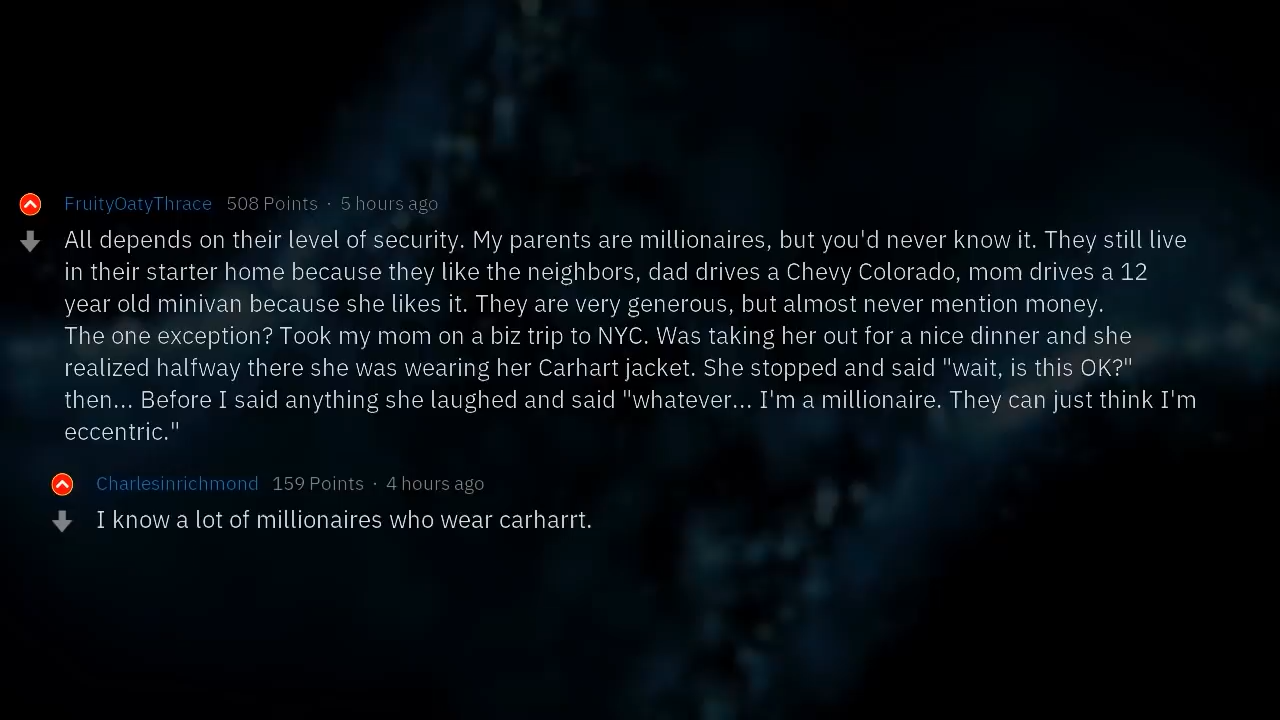 FruityOatyThrace 508 Points · 5 hours ago
All depends on their level of security. My parents are millionaires, but you'd never know it. They still live
in their starter home because they like the neighbors, dad drives a Chevy Colorado, mom drives a 12
year old minivan because she likes it. They are very generous, but almost never mention money.
The one exception? Took my mom on a biz trip to NYC. Was taking her out for a nice dinner and she
realized halfway there she was wearing her Carhart jacket. She stopped and said "wait, is this OK?"
then... Before I said anything she laughed and said "whatever... I'm a millionaire. They can just think I'm
eccentric."
Charlesinrichmond 159 Points · 4 hours ago
I know a lot of millionaires who wear carharrt.